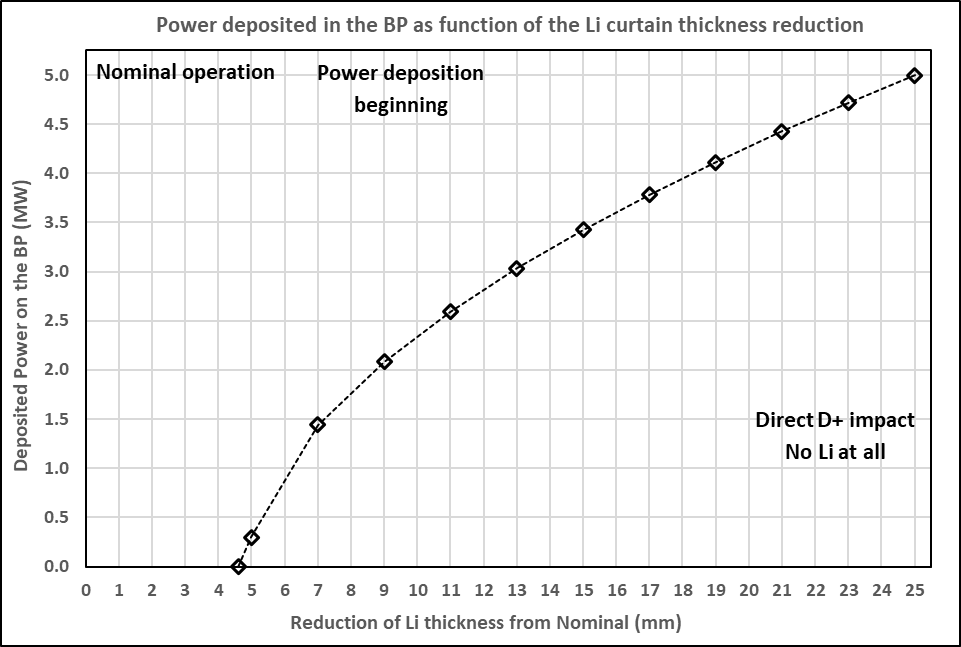 Power deposited in the BP as function of the Li curtain thickness reduction
Nominal operation
Power deposition
beginning
Direct D+ impact
No Li at all
Deposited Power on the BP (MW)
5.0
4.5
4.0
3.5
3.0
2.5
2.0
1.5
1.0
0.5
0.0
0 1 2 3 4 5 6 7 8 9 10 11 12 13 14 15 16 17 18 19 20 21 22 23 24 25
Reduction of Li thickness from Nominal (mm)